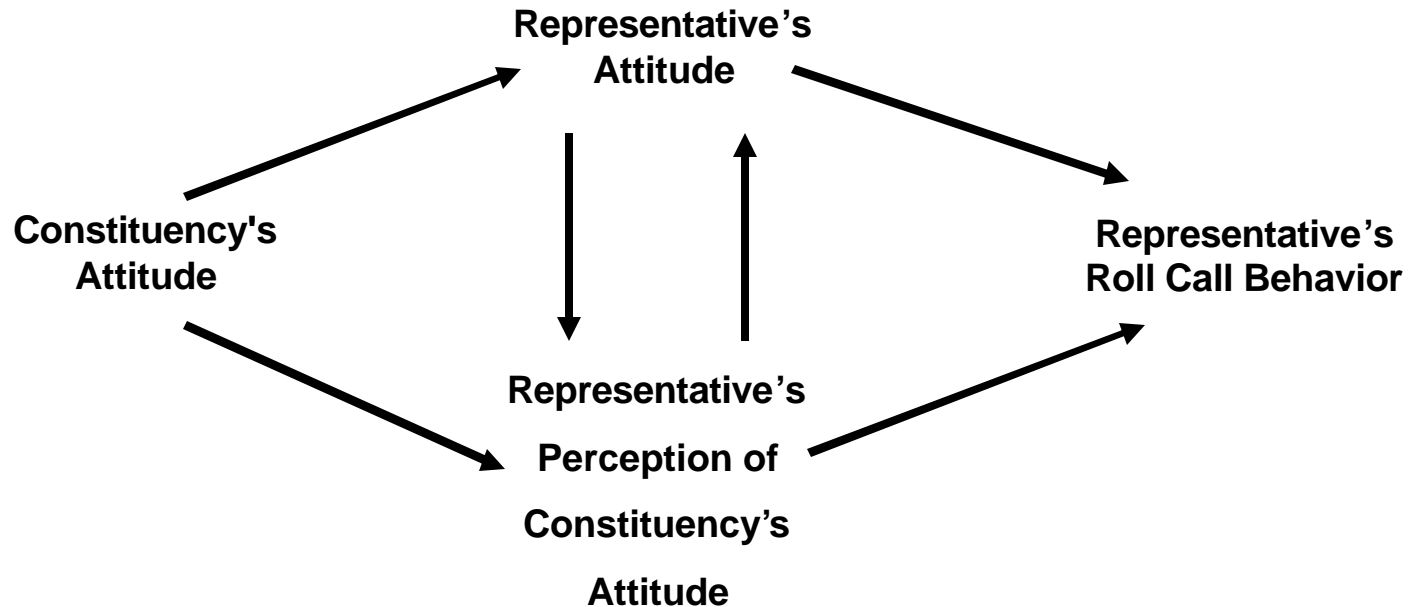 Representative’s
Attitude
Constituency's
Attitude
Representative’s
Roll Call Behavior
Representative’s
Perception of
Constituency’s
Attitude